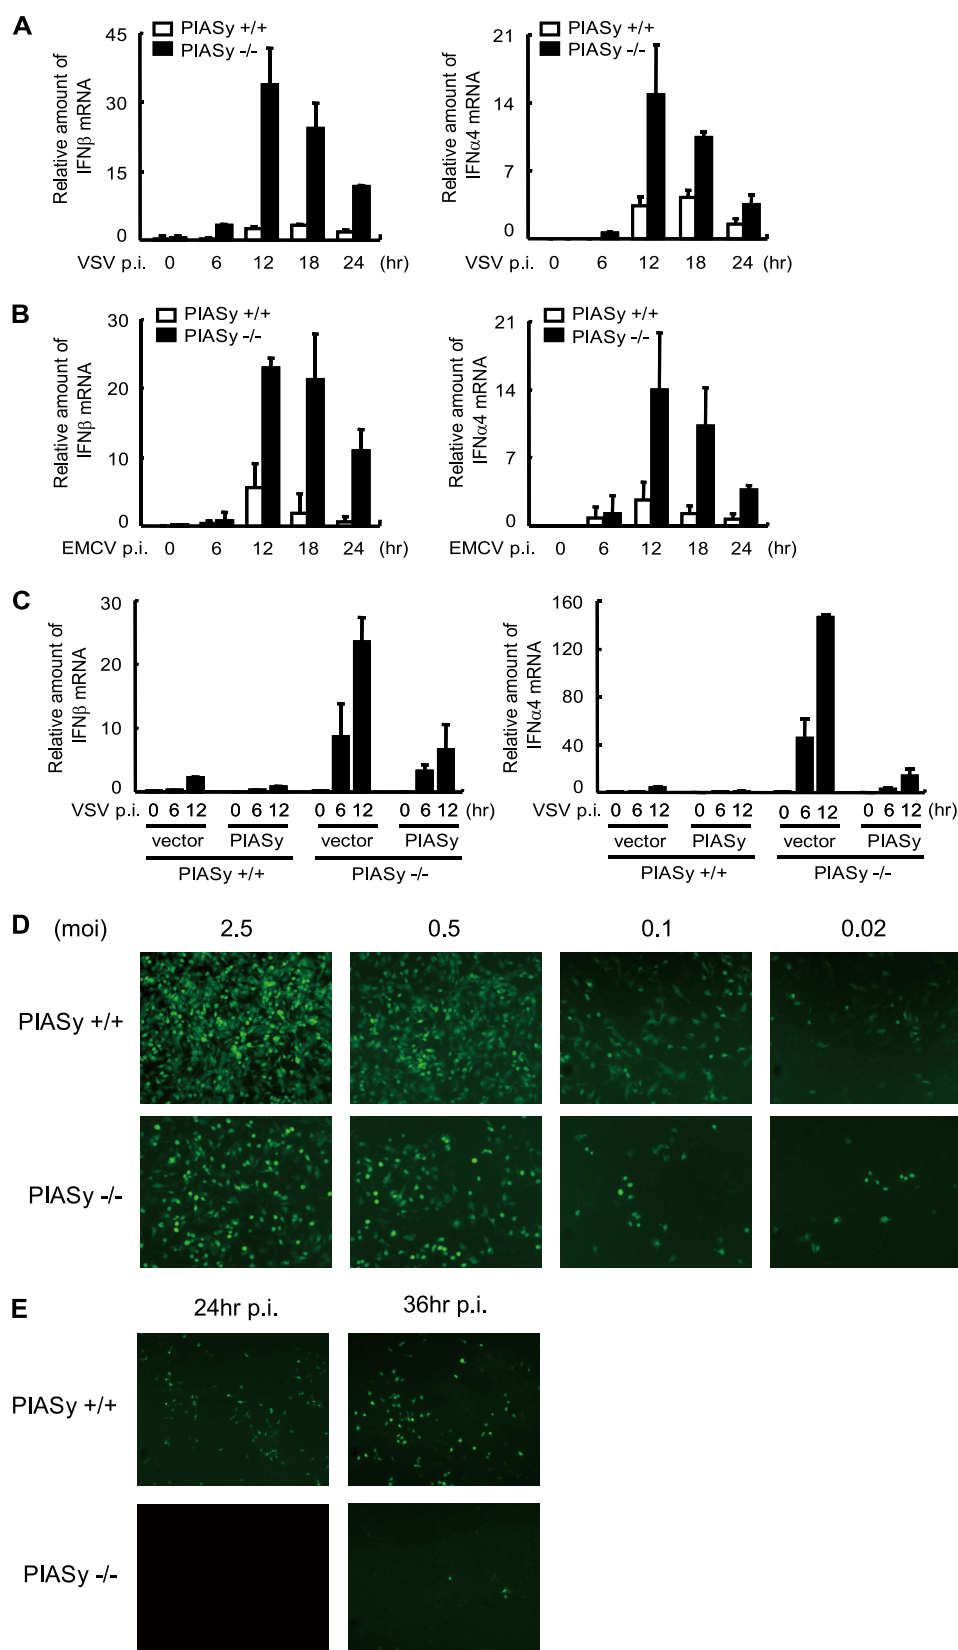 A
PIASy +/+
PIASy -/-
Relative amount of
IFNβ mRNA
45
30
15
0
VSV p.i. 0 6 12 18 24 (hr)
PIASy +/+
PIASy -/-
Relative amount of
IFNα4 mRNA
21
14
7
0
VSV p.i. 0 6 12 18 24 (hr)
B
PIASy +/+
PIASy -/-
Relative amount of
IFNβ mRNA
30
20
10
0
EMCV p.i. 0 6 12 18 24 (hr)
PIASy +/+
PIASy -/-
Relative amount of
IFNα4 mRNA
21
14
7
0
EMCV p.i. 0 6 12 18 24 (hr)
C
Relative amount of
IFNβ mRNA
30
20
10
0
VSV p.i. 0 6 12 0 6 12 0 6 12 0 6 12 (hr)
vector PIASy vector PIASy
PIASy +/+ PIASy -/-
Relative amount of
IFNα4 mRNA
160
120
80
40
0
VSV p.i. 0 6 12 0 6 12 0 6 12 0 6 12 (hr)
vector PIASy vector PIASy
PIASy +/+ PIASy -/-
D (moi) 2.5 0.5 0.1 0.02
PIASy +/+
PIASy -/-
E 24hr p.i. 36hr p.i.
PIASy +/+
PIASy -/-